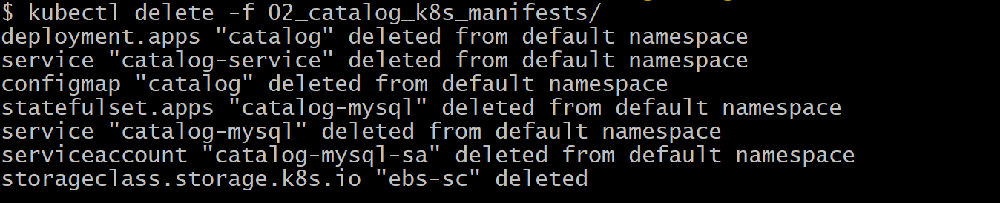 $ kubectl delete -f 02_catalog_k8s_manifests/
deployment.apps "catalog" deleted from default namespace
service "catalog-service" deleted from default namespace
configmap "catalog" deleted from default namespace
statefulset.apps "catalog-mysql" deleted from default namespace
service "catalog-mysql" deleted from default namespace
serviceaccount "catalog-mysql-sa" deleted from default namespace
storageclass.storage.k8s.io "ebs-sc" deleted